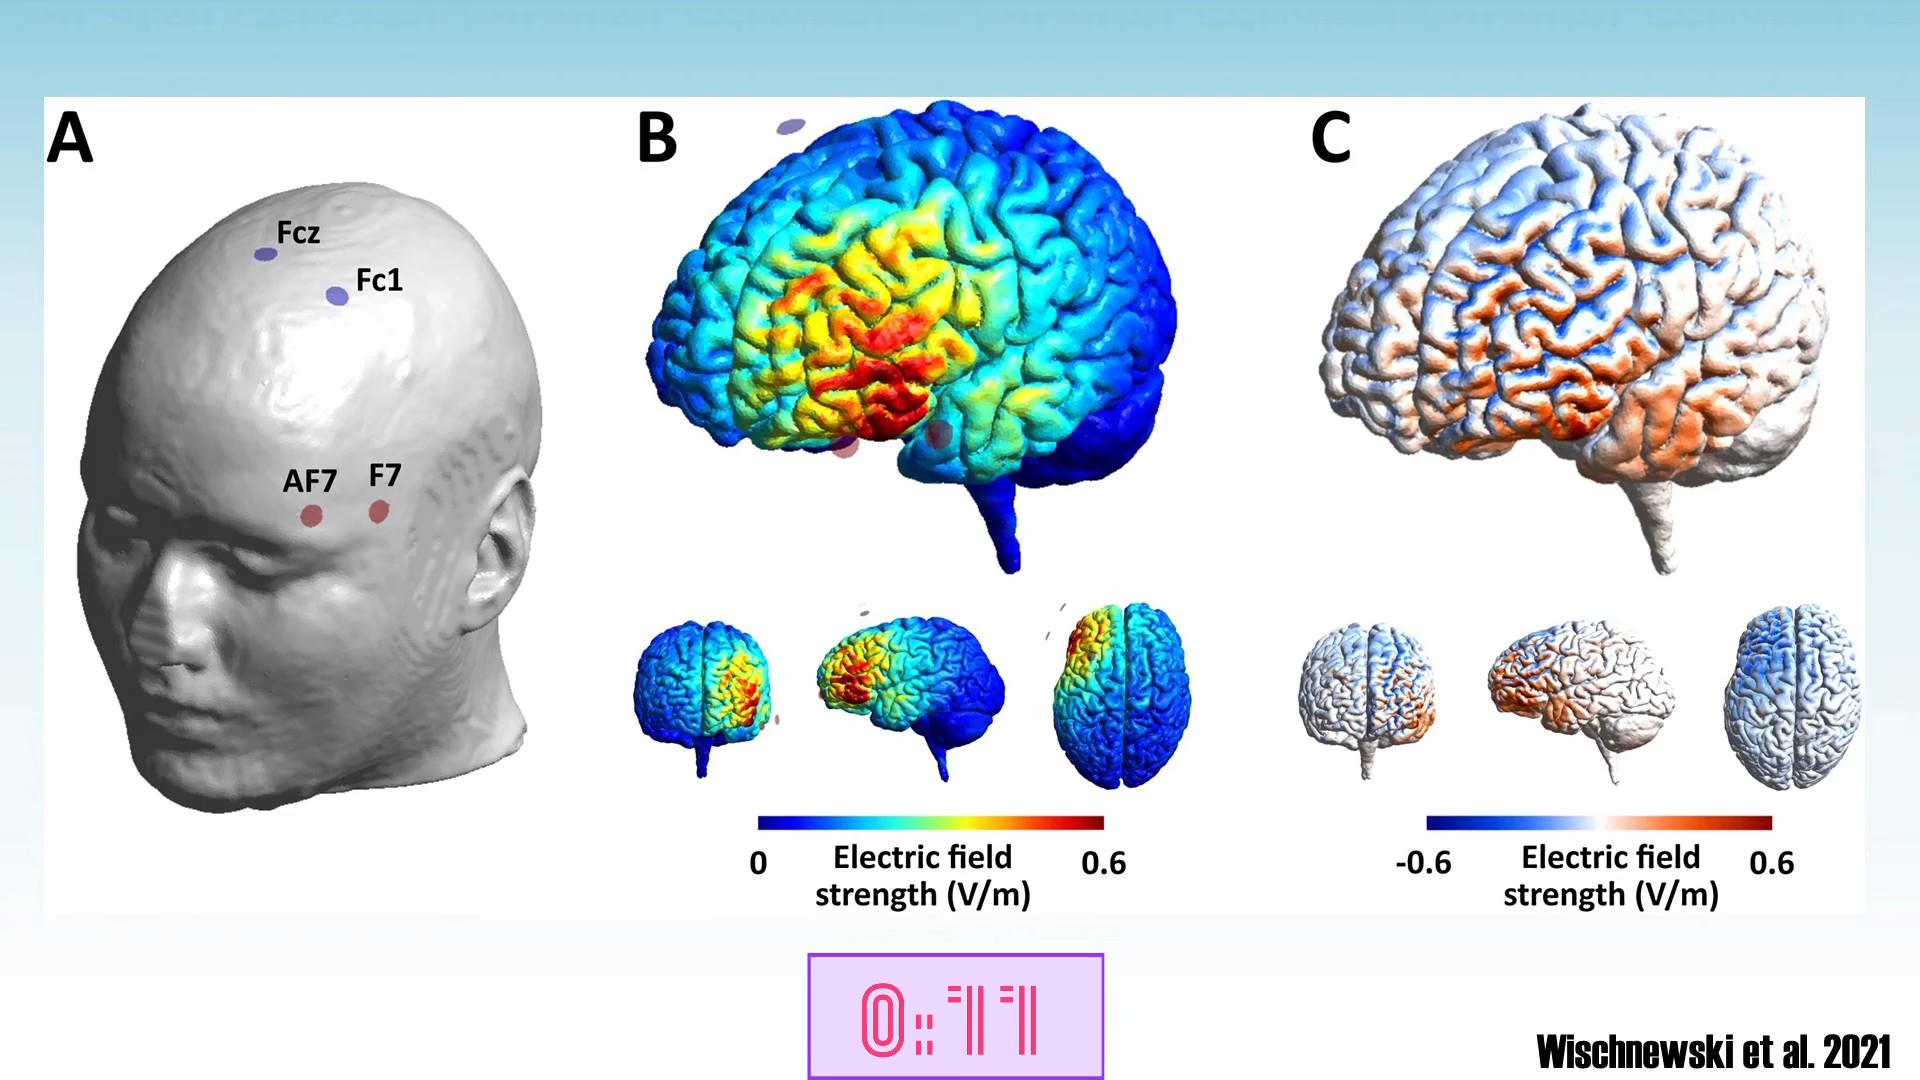 A
B
C
Fcz
Fc1
AF7
F7
0
Electric field
strength (V/m)
0.6
-0.6
Electric field
strength (V/m)
0.6
0:11
Wischnewski et al. 2021